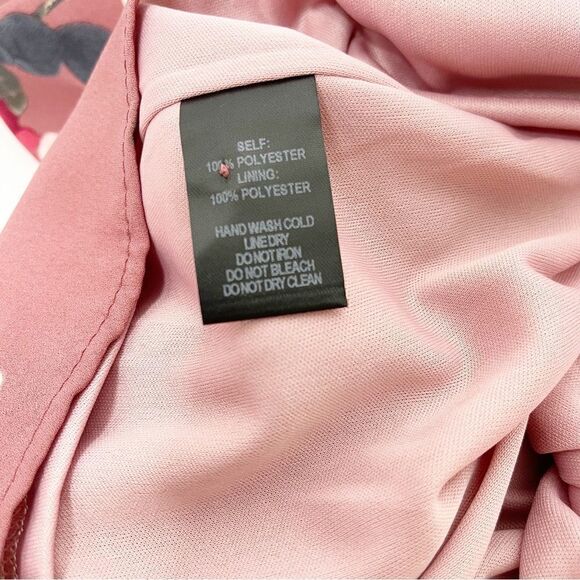 SELF:
100% POLYESTER
LINING:
100% POLYESTER
HAND WASH COLD
LINE DRY
DO NOT IRON
DO NOT BLEACH
DO NOT DRY CLEAN